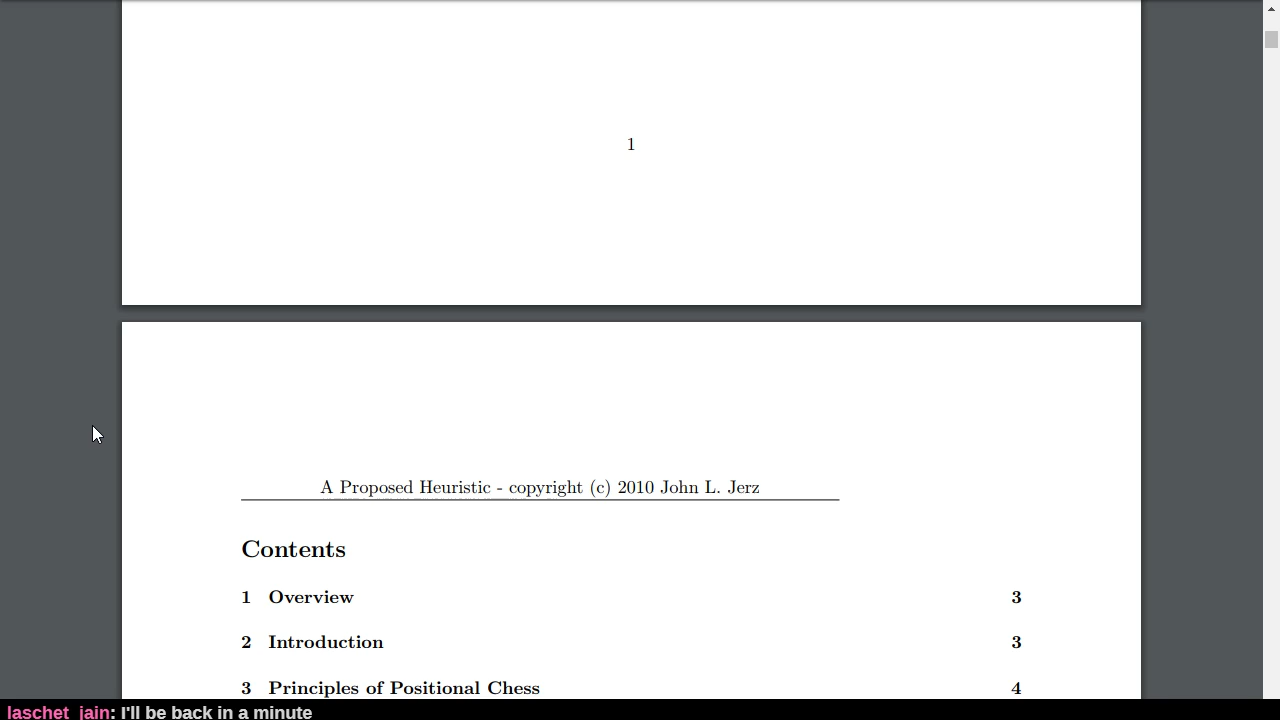 1
A Proposed Heuristic - copyright (c) 2010 John L. Jerz
Contents
1 Overview 3
2 Introduction 3
3 Principles of Positional Chess 4
laschet_jain: I'll be back in a minute